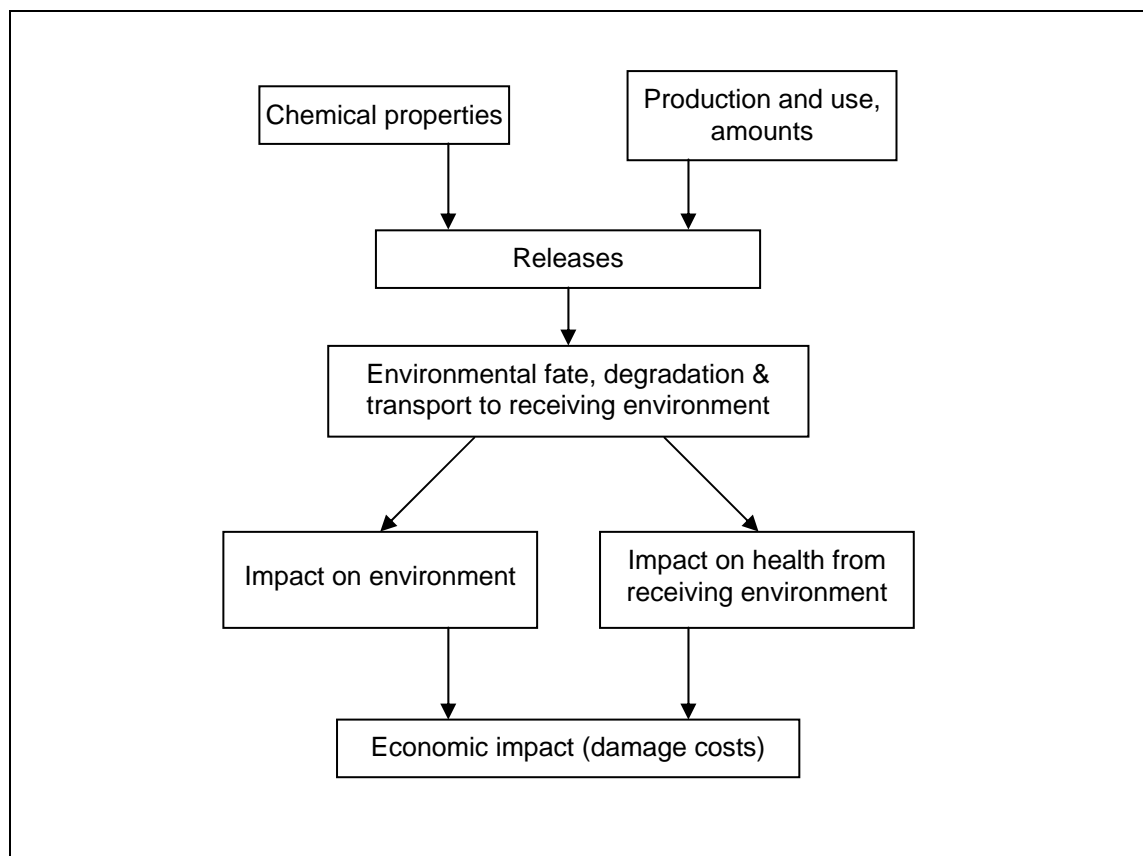 Chemical properties
Production and use,
amounts
Releases
Environmental fate, degradation &
transport to receiving environment
Impact on environment
Impact on health from
receiving environment
Economic impact (damage costs)